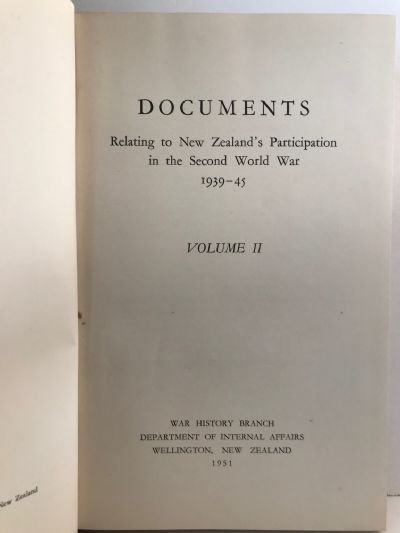 DOCUMENTS
Relating to New Zealand's Participation
in the Second World War
1939–45
VOLUME II
WAR HISTORY BRANCH
DEPARTMENT OF INTERNAL AFFAIRS
WELLINGTON, NEW ZEALAND
1951
New Zealand